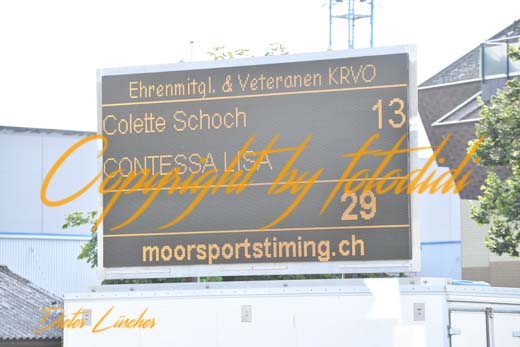 Ehrenmitgl. & Veteranen KRVO
Colette Schoch 13
CONTESSA LISA
Copyright by fotodidi
29
moorsportstiming.ch
Dieter Lüscher